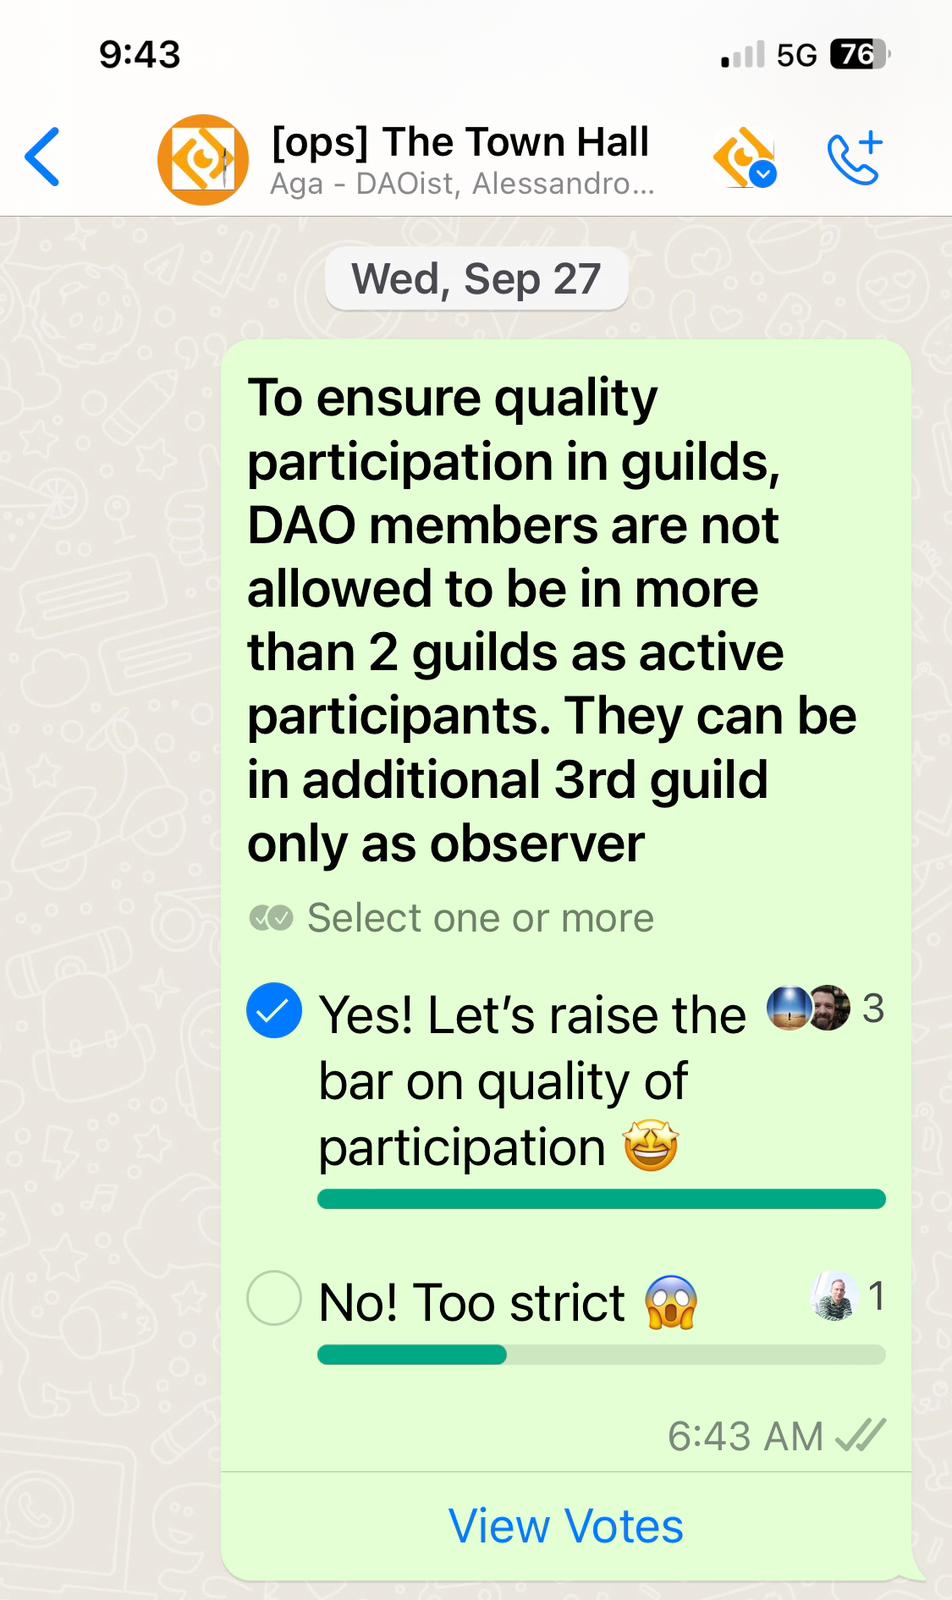 9:43
5G 76
[ops] The Town Hall
Aga - DAOist, Alessandro...
Wed, Sep 27
To ensure quality
participation in guilds,
DAO members are not
allowed to be in more
than 2 guilds as active
participants. They can be
in additional 3rd guild
only as observer
Select one or more
Yes! Let’s raise the 3
bar on quality of
participation 🤩
No! Too strict 😱 1
6:43 AM
View Votes